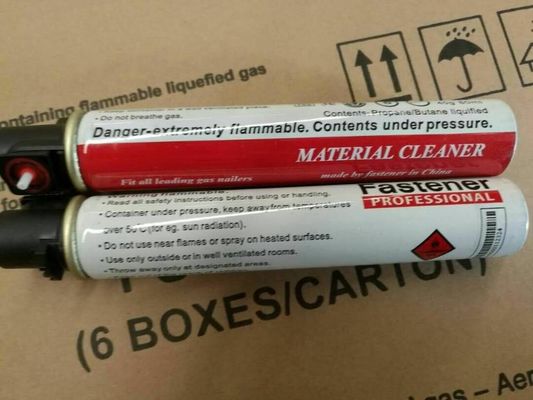 ontaining flammable liquefied gas
• Do not breathe gas.
Contents- Propane/Butane liquified
Danger-extremely flammable. Contents under pressure.
MATERIAL CLEANER
Fit all leading gas nailers
made by fastener in China
flammable.
• Read all safety instructions before using or handling.
• Container under pressure, keep away from temperatures
over 50°C(for eg. sun radiation).
• Do not use near flames or spray on heated surfaces.
• Use only outside or in well ventilated rooms.
• Throw away only at designated areas.
Fastener
PROFESSIONAL
(6 BOXES/CARTON)
gas – Aer